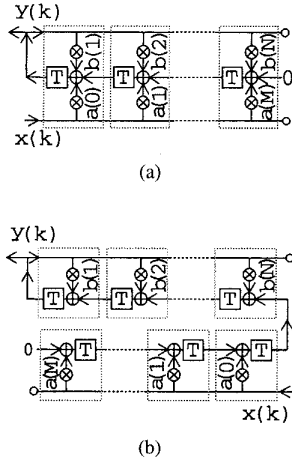 y(k)
b(1) b(2) b(N)
T T T 0
a(0) a(1) a(M)
x(k)
(a)
y(k)
b(1) b(2) b(N)
T T T
0 T T T
a(M) a(1) a(0)
x(k)
(b)